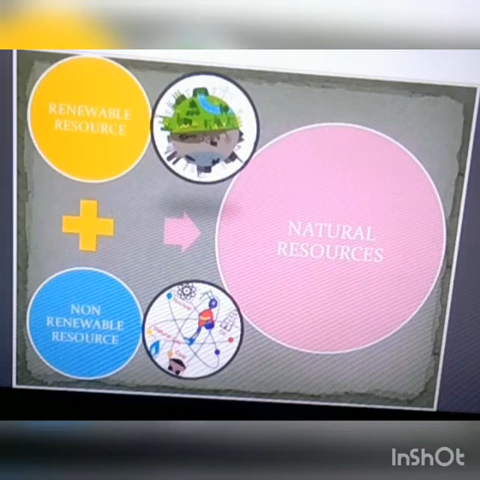 RENEWABLE
RESOURCE
NATURAL
RESOURCES
NON
RENEWABLE
RESOURCE
InShOt